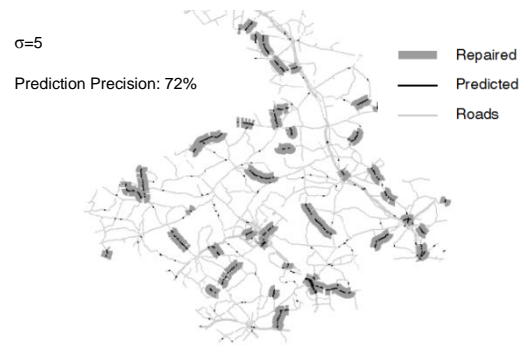 σ=5
Prediction Precision: 72%
Repaired
Predicted
Roads